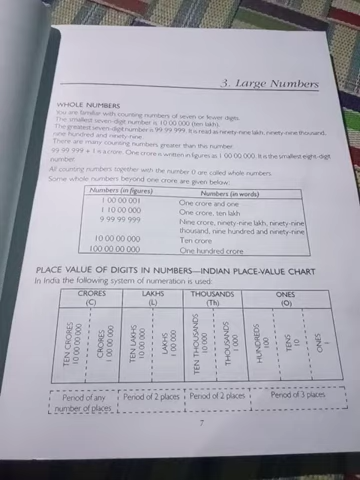 3. Large Numbers
WHOLE NUMBERS
You are familiar with counting numbers of seven or fewer digits.
The smallest seven-digit number is 10 00 000 (ten lakh).
The greatest seven-digit number is 99 99 999. It is read as ninety-nine lakh, ninety-nine thousand,
nine hundred and ninety-nine.
There are many counting numbers greater than this number.
99 99 999 + 1 is a crore. One crore is written in figures as 1 00 00 000. It is the smallest eight-digit
number.
All counting numbers together with the number 0 are called whole numbers.
Some whole numbers beyond one crore are given below:
Numbers (in figures) Numbers (in words)
1 00 00 001 One crore and one
1 10 00 000 One crore, ten lakh
9 99 99 999 Nine crore, ninety-nine lakh, ninety-nine
thousand, nine hundred and ninety-nine
10 00 00 000 Ten crore
100 00 00 000 One hundred crore
PLACE VALUE OF DIGITS IN NUMBERS—INDIAN PLACE-VALUE CHART
In India the following system of numeration is used:
CRORES LAKHS THOUSANDS ONES
(C) (L) (Th) (O)
TEN CRORES
10 00 00 000
CRORES
1 00 00 000
TEN LAKHS
10 00 000
LAKHS
1 00 000
TEN THOUSANDS
10 000
THOUSANDS
1 000
HUNDREDS
100
TENS
10
ONES
1
Period of any Period of 2 places Period of 2 places Period of 3 places
number of places
7